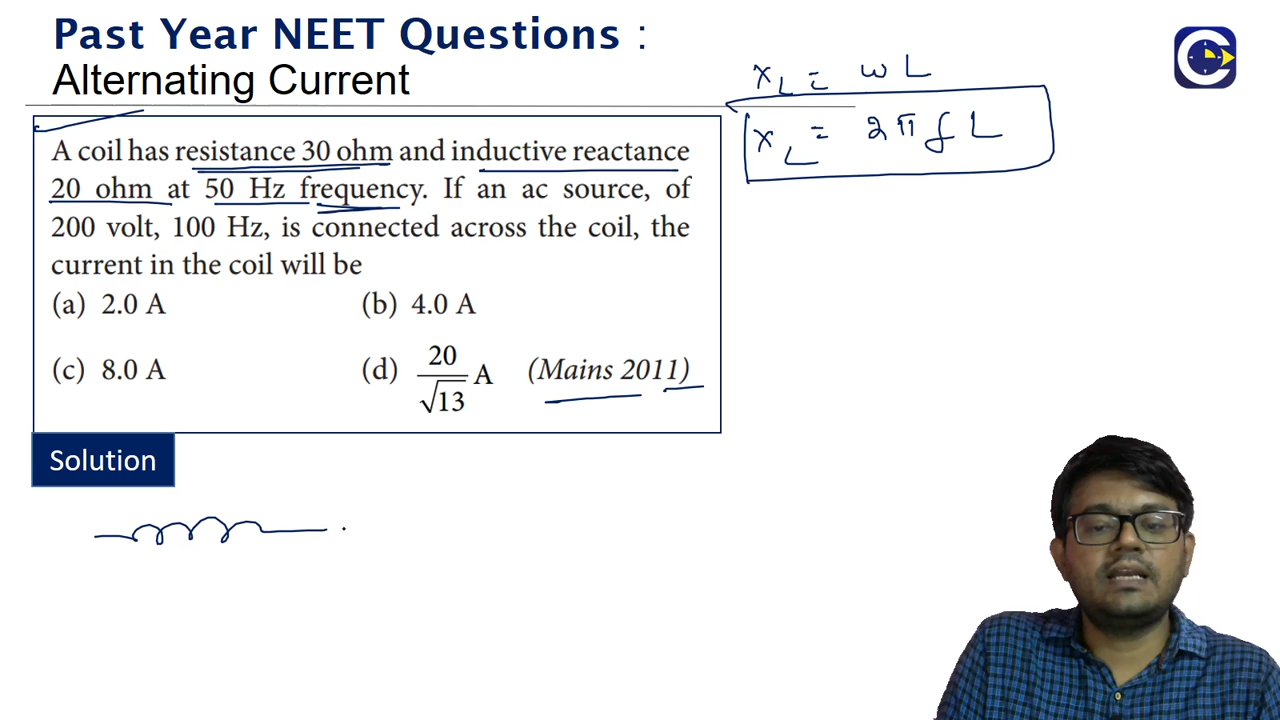 Past Year NEET Questions :
Alternating Current
X_L = ω L
X_L = 2 π f L
A coil has resistance 30 ohm and inductive reactance
20 ohm at 50 Hz frequency. If an ac source, of
200 volt, 100 Hz, is connected across the coil, the
current in the coil will be
(a) 2.0 A (b) 4.0 A
(c) 8.0 A (d) 20/√13 A (Mains 2011)
Solution